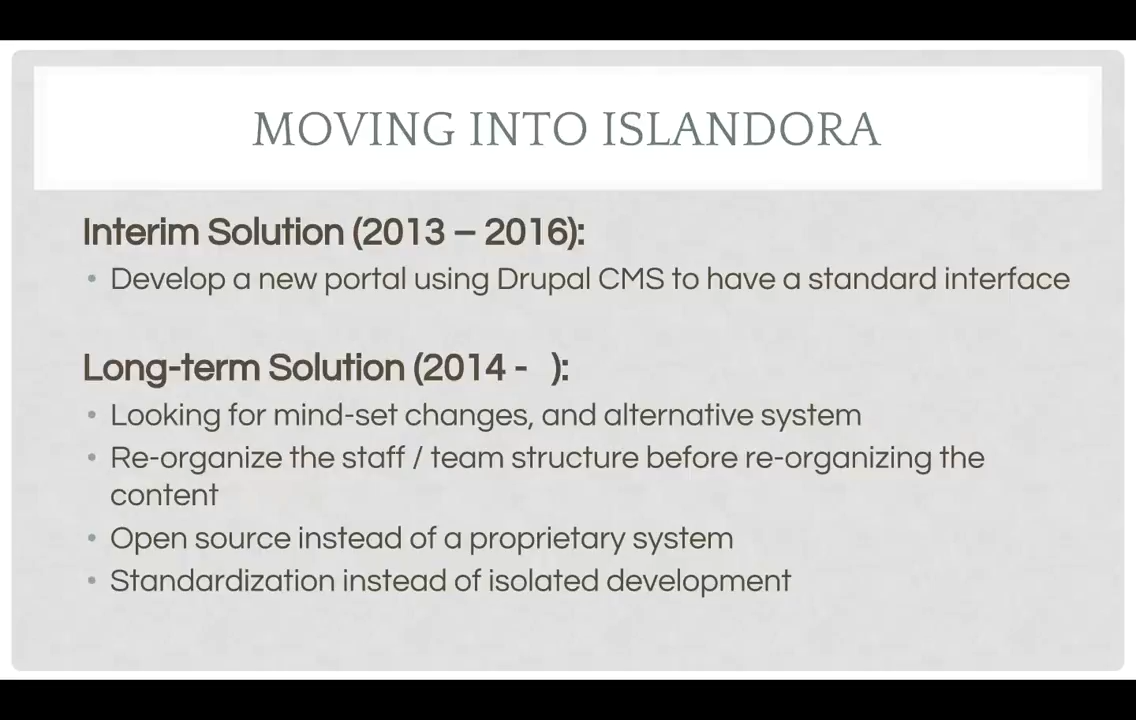 MOVING INTO ISLANDORA
Interim Solution (2013 – 2016):
• Develop a new portal using Drupal CMS to have a standard interface
Long-term Solution (2014 -   ):
• Looking for mind-set changes, and alternative system
• Re-organize the staff / team structure before re-organizing the
content
• Open source instead of a proprietary system
• Standardization instead of isolated development